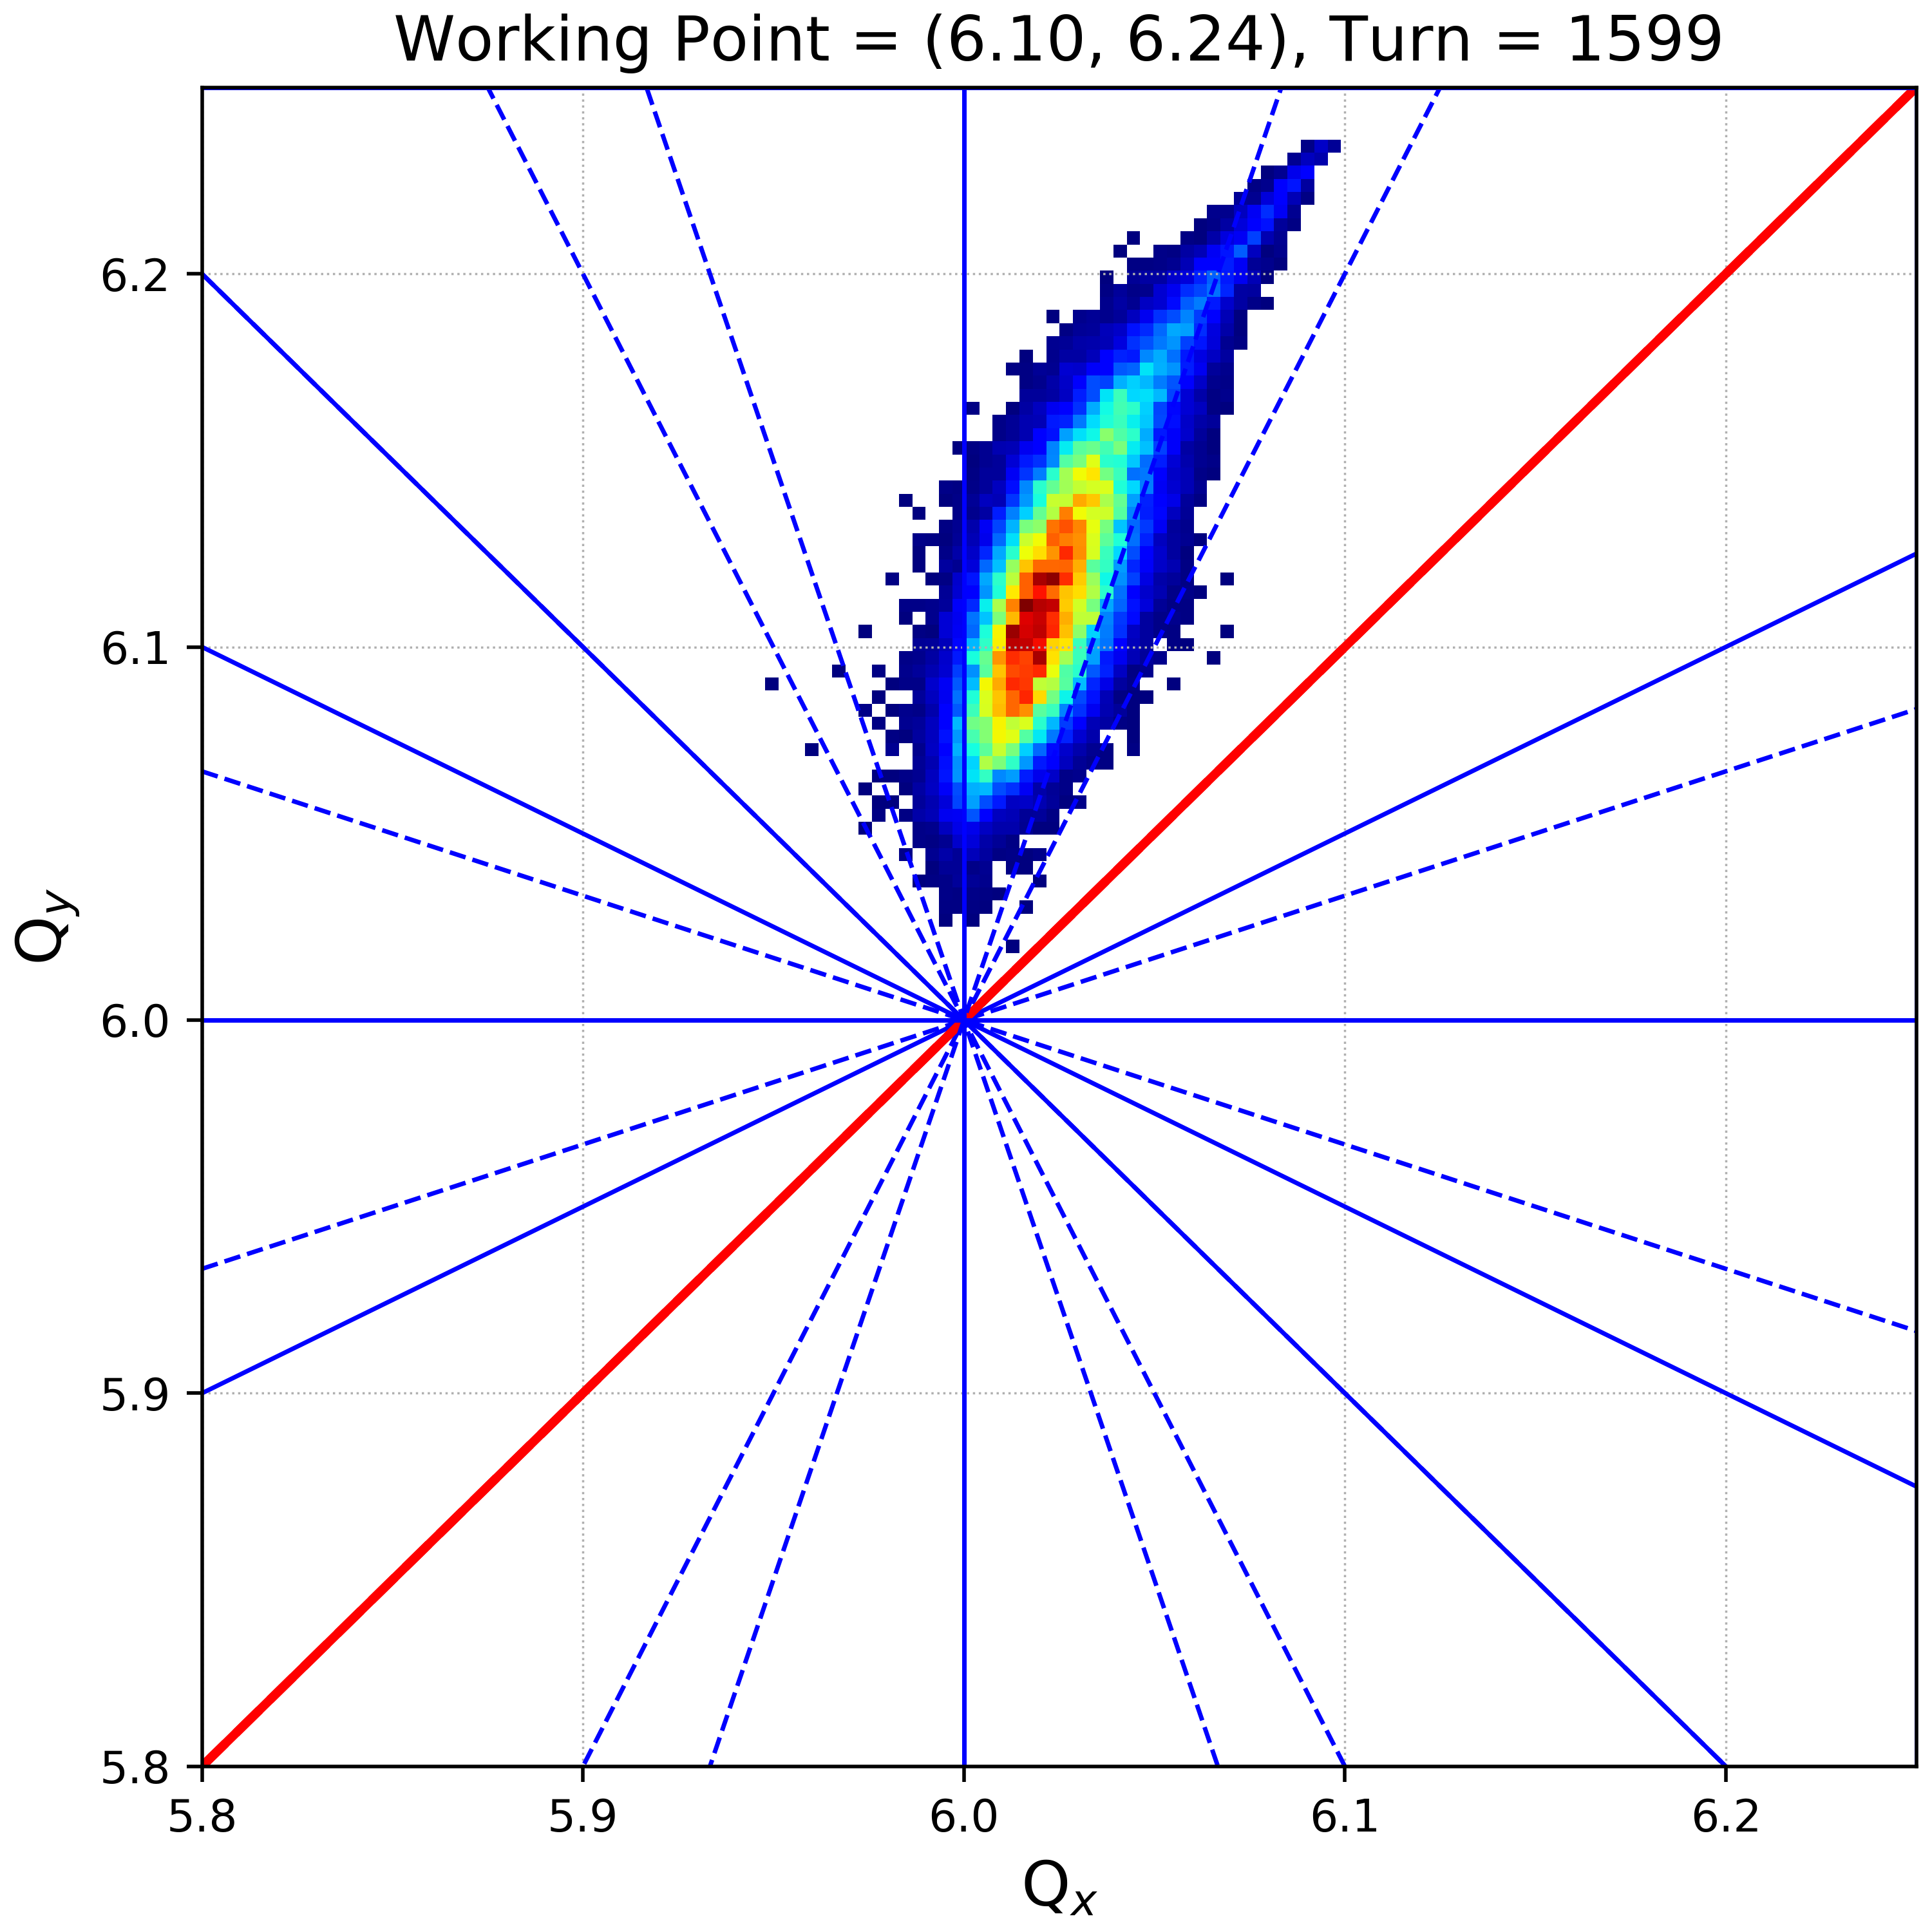 Working Point = (6.10, 6.24), Turn = 1599
6.2
6.1
6.0
5.9
5.8
Qy
5.8 5.9 6.0 6.1 6.2
Qx